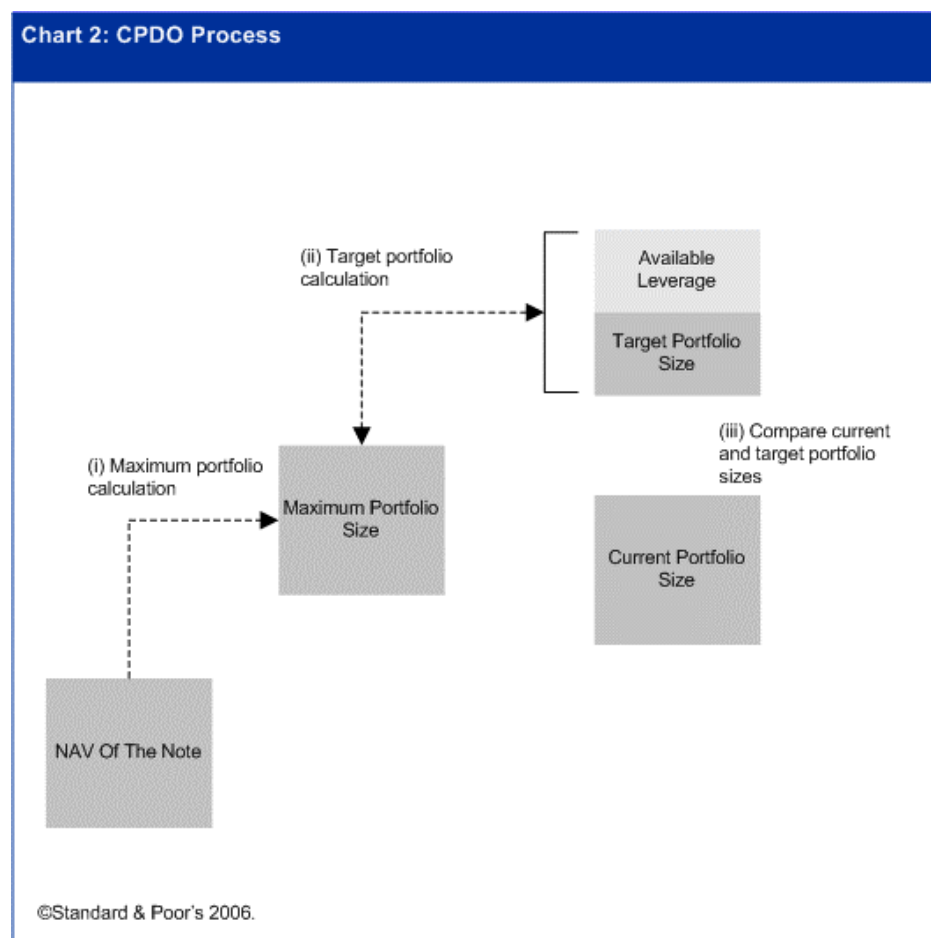 Chart 2: CPDO Process
(ii) Target portfolio
calculation
Available
Leverage
Target Portfolio
Size
(iii) Compare current
and target portfolio
sizes
(i) Maximum portfolio
calculation
Maximum Portfolio
Size
Current Portfolio
Size
NAV Of The Note
©Standard & Poor's 2006.